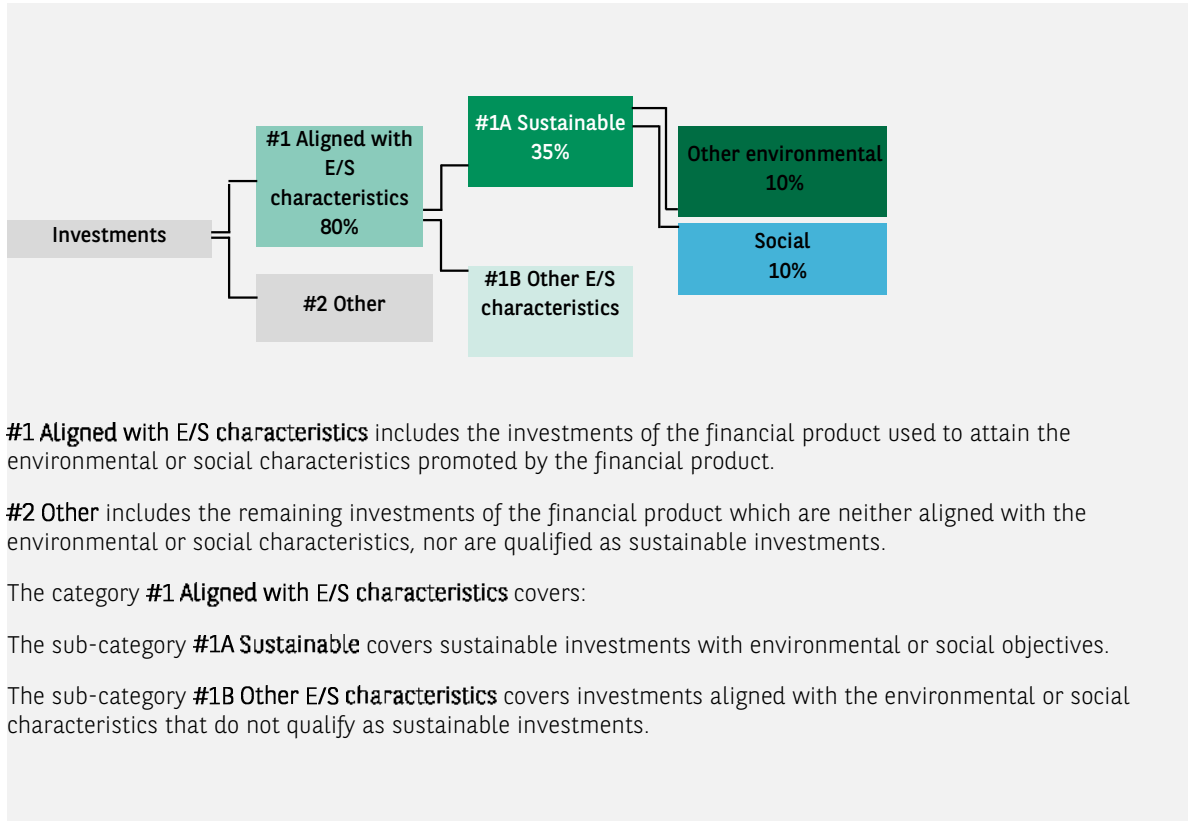 Investments
#1 Aligned with
E/S
characteristics
80%
#2 Other
#1A Sustainable
35%
#1B Other E/S
characteristics
Other environmental
10%
Social
10%
#1 Aligned with E/S characteristics includes the investments of the financial product used to attain the
environmental or social characteristics promoted by the financial product.
#2 Other includes the remaining investments of the financial product which are neither aligned with the
environmental or social characteristics, nor are qualified as sustainable investments.
The category #1 Aligned with E/S characteristics covers:
The sub-category #1A Sustainable covers sustainable investments with environmental or social objectives.
The sub-category #1B Other E/S characteristics covers investments aligned with the environmental or social
characteristics that do not qualify as sustainable investments.